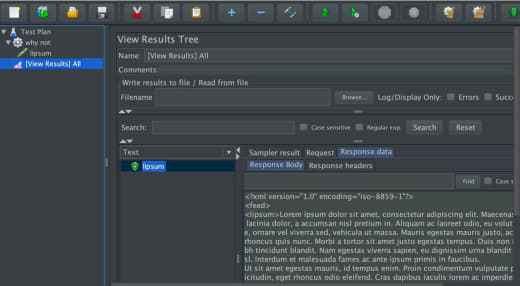 Test Plan
why not
lipsum
[View Results] All
View Results Tree
Name: [View Results] All
Comments
Write results to file / Read from file
Filename
Browse...
Log/Display Only:
Errors
Search:
Case sensitive
Regular exp.
Search
Reset
Text
lipsum
Sampler result
Request
Response data
Response Body
Response headers
Find
Case s
<?xml version="1.0" encoding="iso-8859-1"?>
<feed>
<lipsum>Lorem ipsum dolor sit amet, consectetur adipiscing elit. Maecenas
lacinia dolor, a accumsan nisl pretium in. Aliquam ac laoreet odio, eu volut
e, ornare vel viverra sed, vehicula ut massa. Mauris egestas mauris justo, ac
rhoncus quis nunc. Morbi a tortor sit amet justo egestas tempus. Duis non
bh tincidunt blandit. Nam egestas viverra sapien, eu dignissim urna blandit
sl. Interdum et malesuada fames ac ante ipsum primis in faucibus.
Ut sit amet egestas mauris, id tempus enim. Proin condimentum vulputate
icitudin, eget rhoncus odio eleifend. Cras dapibus iaculis lorem ac imperdie